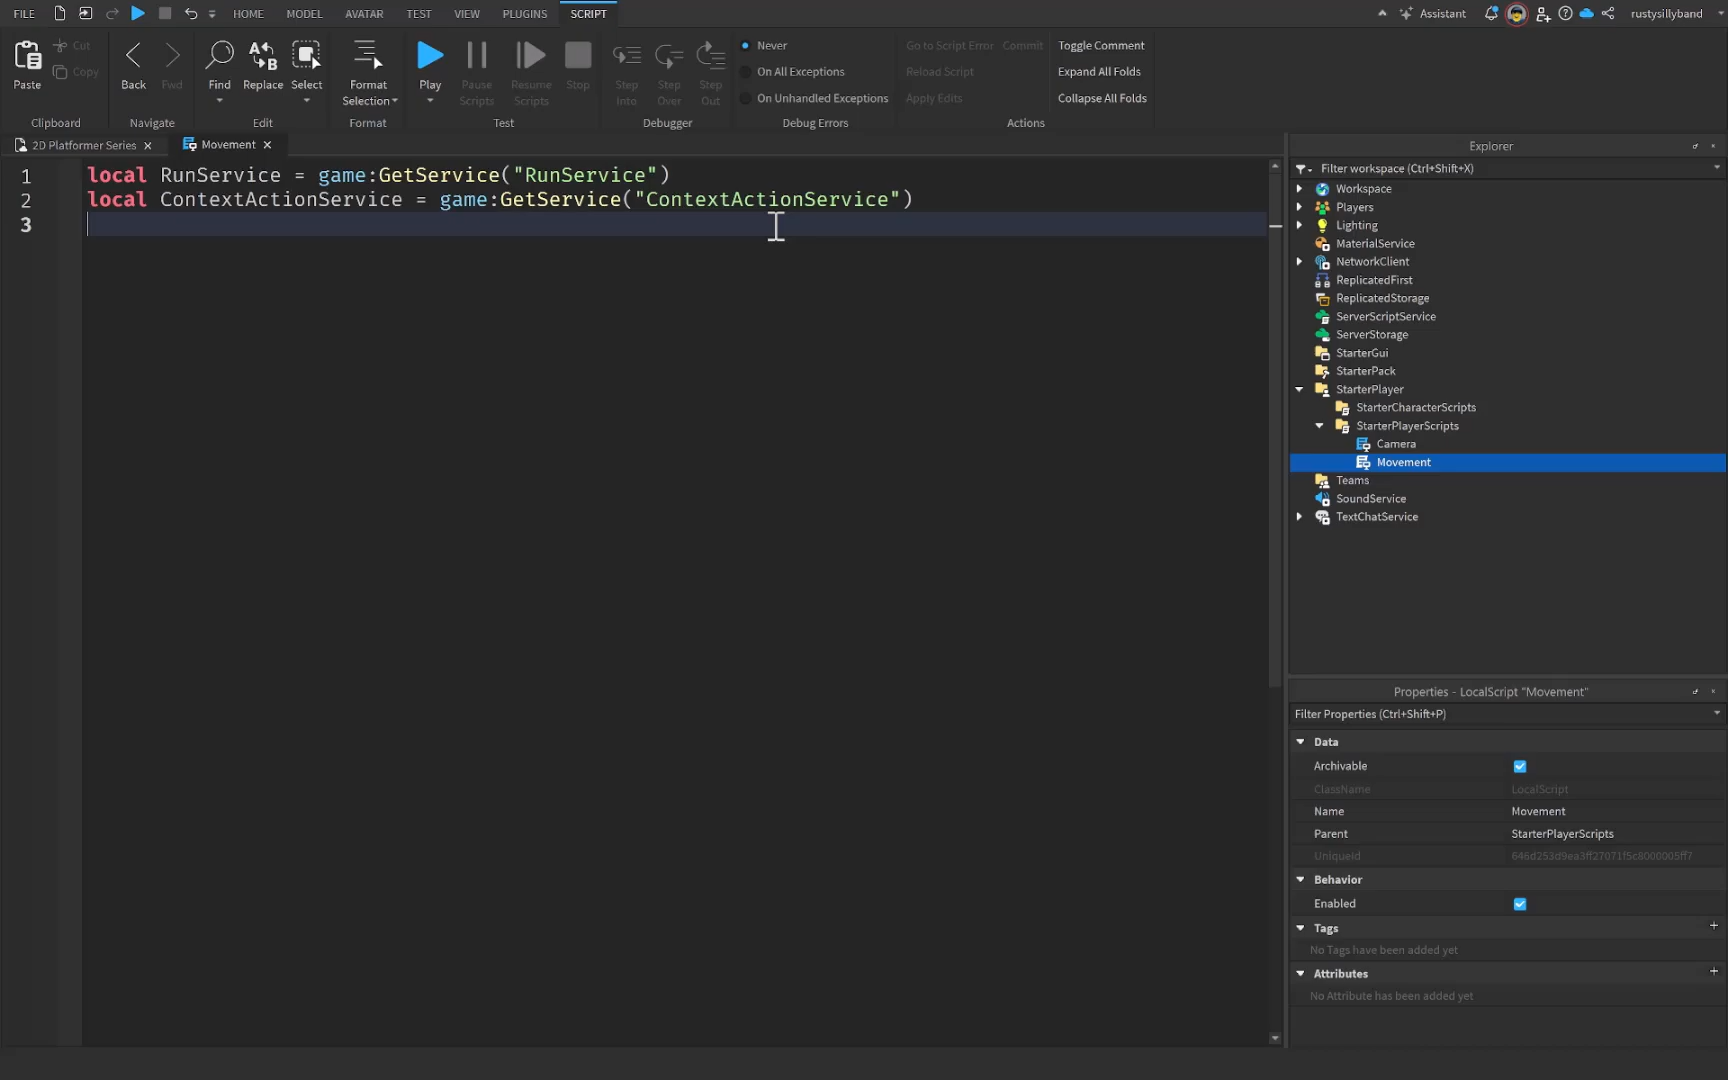 FILE HOME MODEL AVATAR TEST VIEW PLUGINS SCRIPT Assistant rustysillyband
Paste
Cut
Copy
Clipboard
Back
Fwd
Navigate
Find
Replace
Select
Edit
Format
Selection
Format
Play
Pause
Scripts
Resume
Scripts
Stop
Test
Step
Into
Step
Over
Step
Out
Debugger
Never
On All Exceptions
On Unhandled Exceptions
Debug Errors
Go to Script Error Commit
Reload Script
Apply Edits
Toggle Comment
Expand All Folds
Collapse All Folds
Actions
2D Platformer Series
Movement
1 local RunService = game:GetService("RunService")
2 local ContextActionService = game:GetService("ContextActionService")
3
Explorer
Filter workspace (Ctrl+Shift+X)
Workspace
Players
Lighting
MaterialService
NetworkClient
ReplicatedFirst
ReplicatedStorage
ServerScriptService
ServerStorage
StarterGui
StarterPack
StarterPlayer
StarterCharacterScripts
StarterPlayerScripts
Camera
Movement
Teams
SoundService
TextChatService
Properties - LocalScript "Movement"
Filter Properties (Ctrl+Shift+P)
Data
Archivable
ClassName LocalScript
Name Movement
Parent StarterPlayerScripts
UniqueId 646d253d9ea3ff27071f5c8000005ff7
Behavior
Enabled
Tags
No Tags have been added yet
Attributes
No Attribute has been added yet